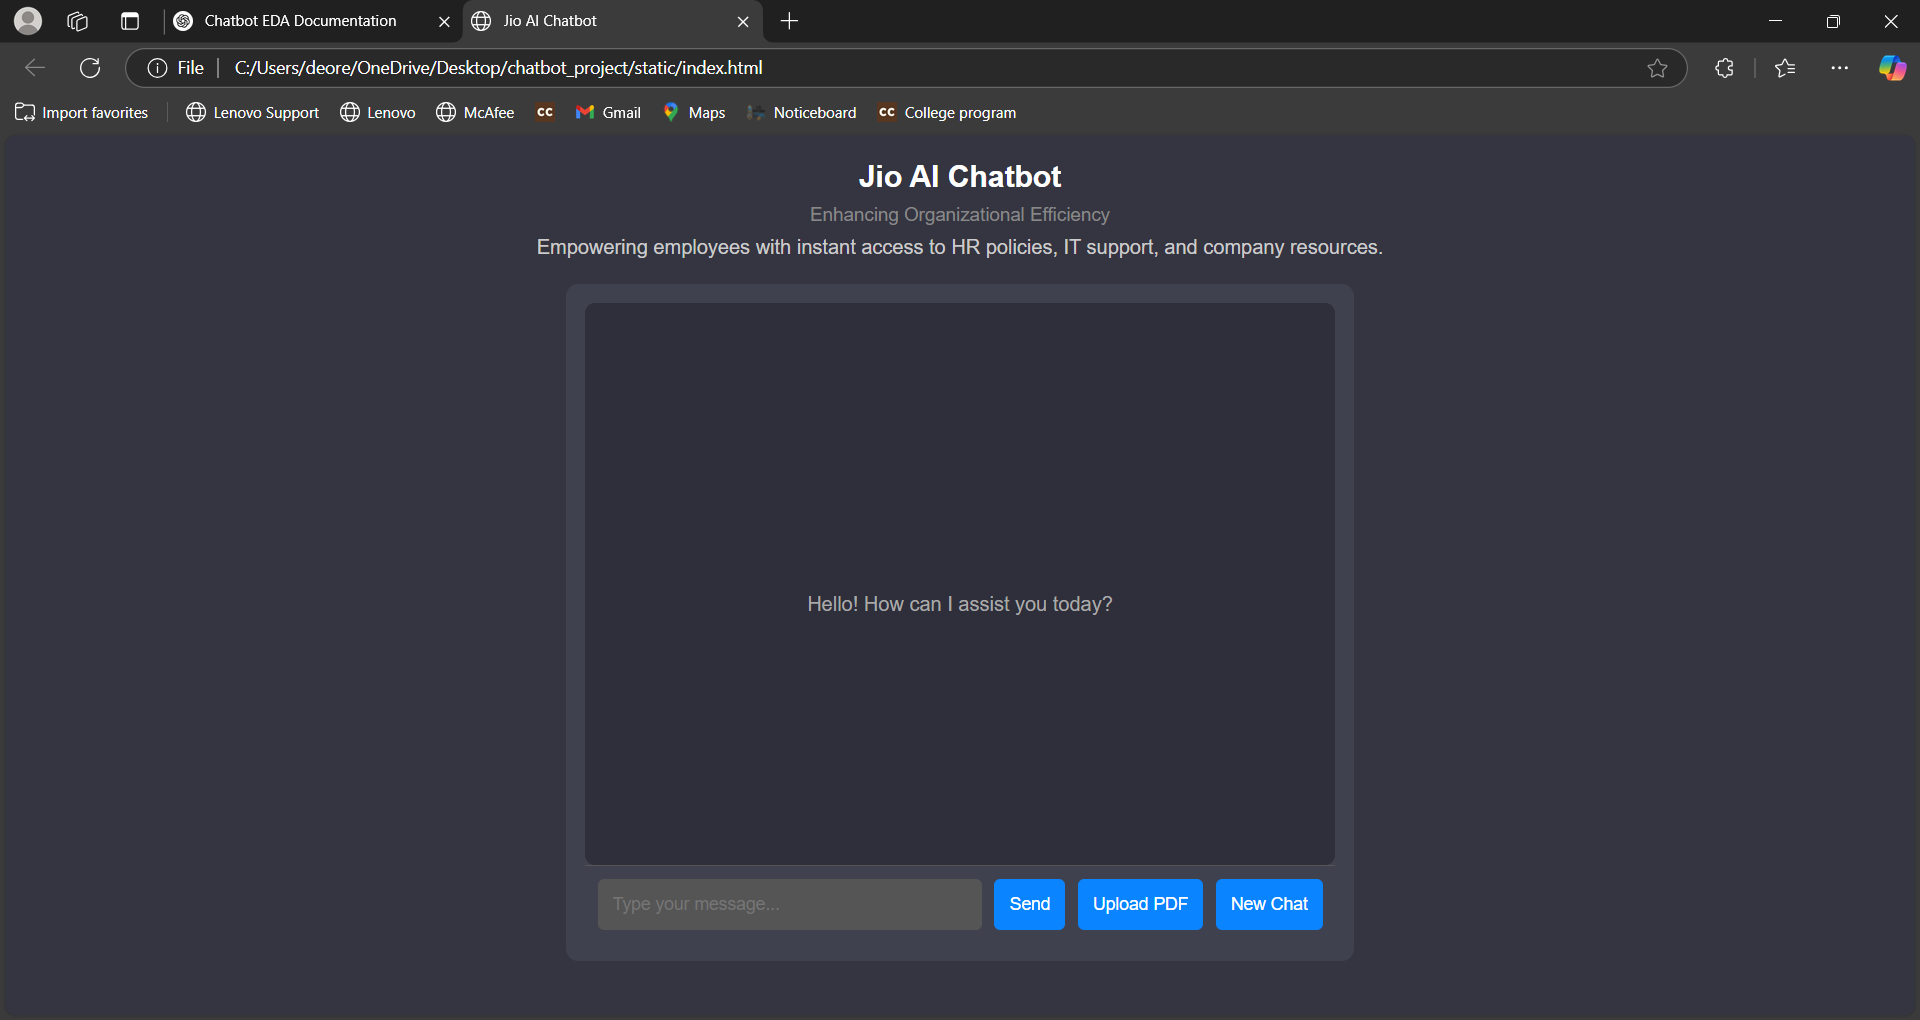 Chatbot EDA Documentation
Jio AI Chatbot
File
C:/Users/deore/OneDrive/Desktop/chatbot_project/static/index.html
Import favorites
Lenovo Support
Lenovo
McAfee
CC
Gmail
Maps
Noticeboard
CC
College program
Jio AI Chatbot
Enhancing Organizational Efficiency
Empowering employees with instant access to HR policies, IT support, and company resources.
Hello! How can I assist you today?
Type your message...
Send
Upload PDF
New Chat